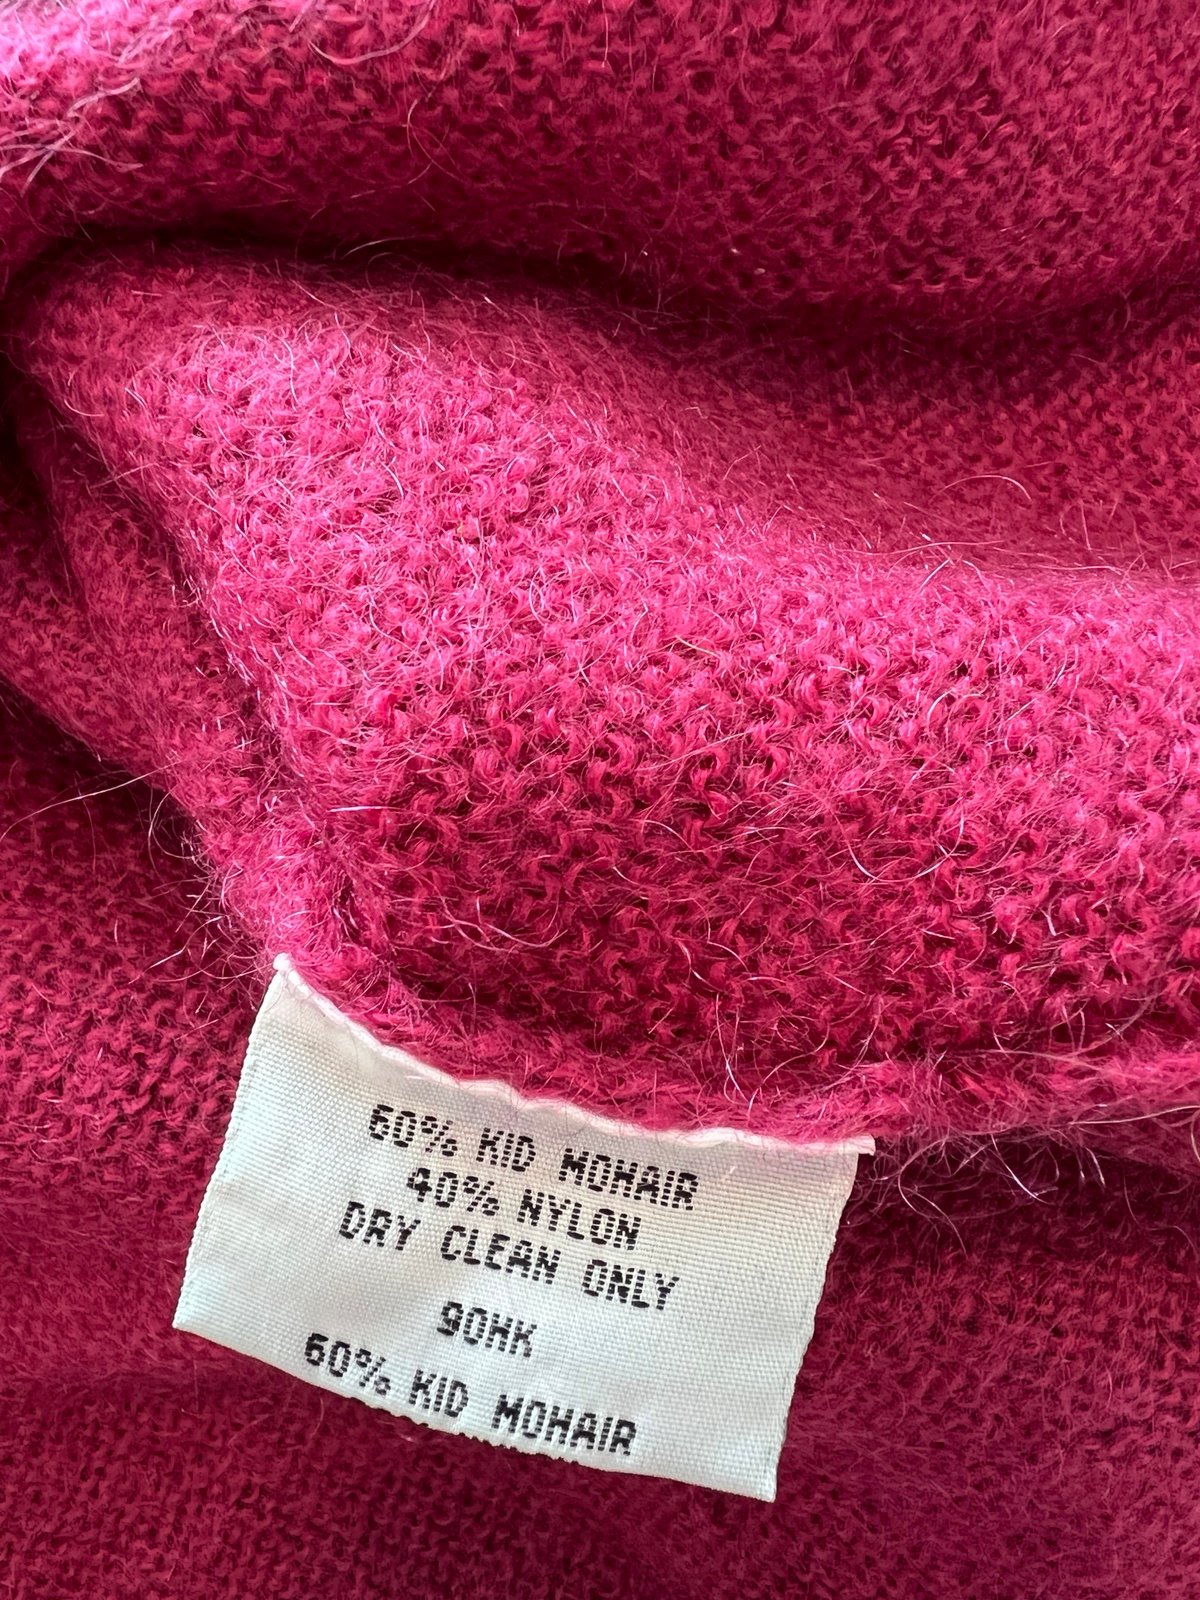 60% KID MOHAIR
40% NYLON
DRY CLEAN ONLY
90HK
60% KID MOHAIR